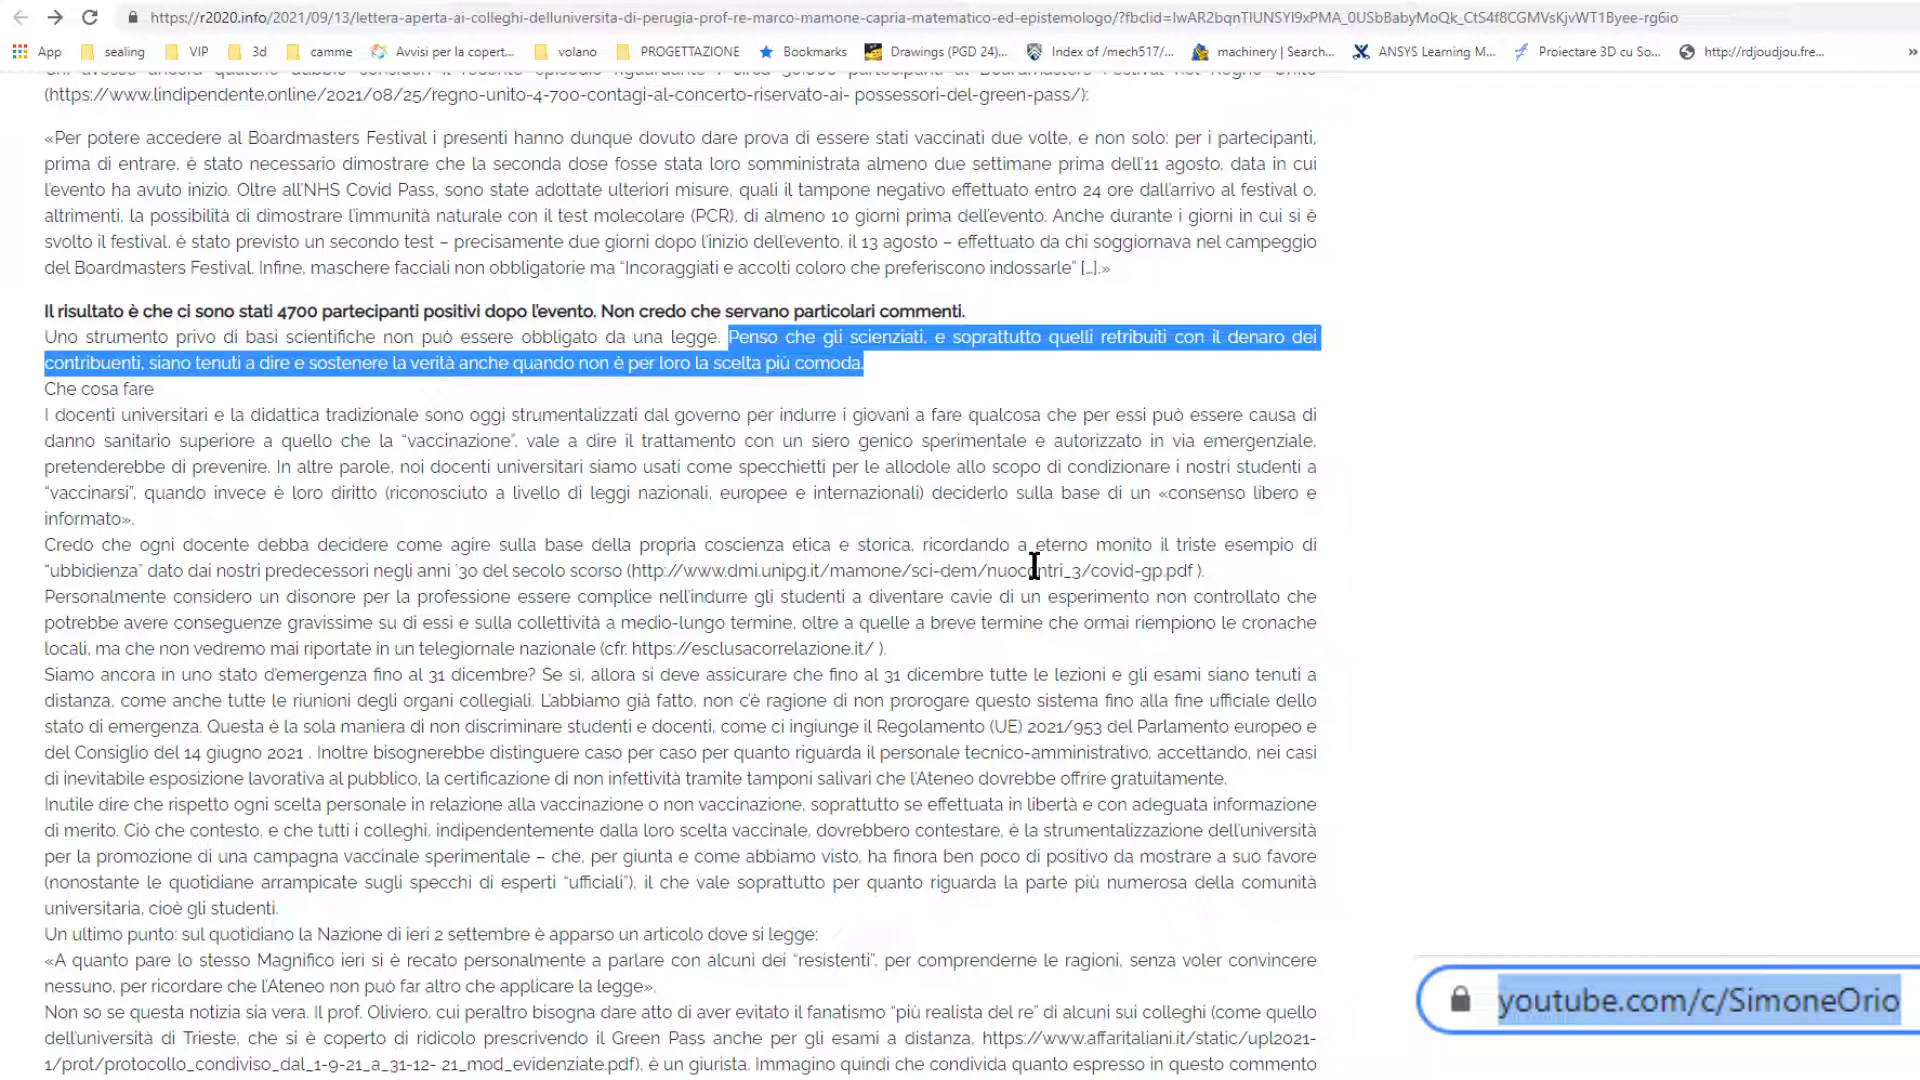 https://r2020.info/2021/09/13/lettera-aperta-ai-colleghi-delluniversita-di-perugia-prof-re-marco-mamone-capria-matematico-ed-epistemologo/?fbclid=IwAR2bqnTIUNSYI9xPMA_0USbBabyMoQk_CtS4f8CGMVsKjvWT1Byee-rg6io
App sealing VIP 3d camme Avvisi per la copert... volano PROGETTAZIONE Bookmarks Drawings (PGD 24)... Index of /mech517/... machinery | Search... ANSYS Learning M... Proiectare 3D cu So... http://rdjoudjou.fre... »
(https://www.lindipendente.online/2021/08/25/regno-unito-4-700-contagi-al-concerto-riservato-ai- possessori-del-green-pass/):
«Per potere accedere al Boardmasters Festival i presenti hanno dunque dovuto dare prova di essere stati vaccinati due volte, e non solo: per i partecipanti,
prima di entrare, è stato necessario dimostrare che la seconda dose fosse stata loro somministrata almeno due settimane prima dell'11 agosto, data in cui
l'evento ha avuto inizio. Oltre all'NHS Covid Pass, sono state adottate ulteriori misure, quali il tampone negativo effettuato entro 24 ore dall'arrivo al festival o,
altrimenti, la possibilità di dimostrare l'immunità naturale con il test molecolare (PCR), di almeno 10 giorni prima dell'evento. Anche durante i giorni in cui si è
svolto il festival, è stato previsto un secondo test – precisamente due giorni dopo l'inizio dell'evento, il 13 agosto – effettuato da chi soggiornava nel campeggio
del Boardmasters Festival. Infine, maschere facciali non obbligatorie ma “Incoraggiati e accolti coloro che preferiscono indossarle” [...].»
Il risultato è che ci sono stati 4700 partecipanti positivi dopo l'evento. Non credo che servano particolari commenti.
Uno strumento privo di basi scientifiche non può essere obbligato da una legge. Penso che gli scienziati, e soprattutto quelli retribuiti con il denaro dei
contribuenti, siano tenuti a dire e sostenere la verità anche quando non è per loro la scelta più comoda.
Che cosa fare
I docenti universitari e la didattica tradizionale sono oggi strumentalizzati dal governo per indurre i giovani a fare qualcosa che per essi può essere causa di
danno sanitario superiore a quello che la “vaccinazione”, vale a dire il trattamento con un siero genico sperimentale e autorizzato in via emergenziale,
pretenderebbe di prevenire. In altre parole, noi docenti universitari siamo usati come specchietti per le allodole allo scopo di condizionare i nostri studenti a
“vaccinarsi”, quando invece è loro diritto (riconosciuto a livello di leggi nazionali, europee e internazionali) deciderlo sulla base di un «consenso libero e
informato».
Credo che ogni docente debba decidere come agire sulla base della propria coscienza etica e storica, ricordando a eterno monito il triste esempio di
“ubbidienza” dato dai nostri predecessori negli anni '30 del secolo scorso (http://www.dmi.unipg.it/mamone/sci-dem/nuocontri_3/covid-gp.pdf ).
Personalmente considero un disonore per la professione essere complice nell'indurre gli studenti a diventare cavie di un esperimento non controllato che
potrebbe avere conseguenze gravissime su di essi e sulla collettività a medio-lungo termine, oltre a quelle a breve termine che ormai riempiono le cronache
locali, ma che non vedremo mai riportate in un telegiornale nazionale (cfr. https://esclusacorrelazione.it/ ).
Siamo ancora in uno stato d'emergenza fino al 31 dicembre? Se sì, allora si deve assicurare che fino al 31 dicembre tutte le lezioni e gli esami siano tenuti a
distanza, come anche tutte le riunioni degli organi collegiali. L'abbiamo già fatto, non c'è ragione di non prorogare questo sistema fino alla fine ufficiale dello
stato di emergenza. Questa è la sola maniera di non discriminare studenti e docenti, come ci ingiunge il Regolamento (UE) 2021/953 del Parlamento europeo e
del Consiglio del 14 giugno 2021 . Inoltre bisognerebbe distinguere caso per caso per quanto riguarda il personale tecnico-amministrativo, accettando, nei casi
di inevitabile esposizione lavorativa al pubblico, la certificazione di non infettività tramite tamponi salivari che l'Ateneo dovrebbe offrire gratuitamente.
Inutile dire che rispetto ogni scelta personale in relazione alla vaccinazione o non vaccinazione, soprattutto se effettuata in libertà e con adeguata informazione
di merito. Ciò che contesto, e che tutti i colleghi, indipendentemente dalla loro scelta vaccinale, dovrebbero contestare, è la strumentalizzazione dell'università
per la promozione di una campagna vaccinale sperimentale – che, per giunta e come abbiamo visto, ha finora ben poco di positivo da mostrare a suo favore
(nonostante le quotidiane arrampicate sugli specchi di esperti “ufficiali”), il che vale soprattutto per quanto riguarda la parte più numerosa della comunità
universitaria, cioè gli studenti.
Un ultimo punto: sul quotidiano la Nazione di ieri 2 settembre è apparso un articolo dove si legge:
«A quanto pare lo stesso Magnifico ieri si è recato personalmente a parlare con alcuni dei “resistenti”, per comprenderne le ragioni, senza voler convincere
nessuno, per ricordare che l'Ateneo non può far altro che applicare la legge».
Non so se questa notizia sia vera. Il prof. Oliviero, cui peraltro bisogna dare atto di aver evitato il fanatismo “più realista del re” di alcuni sui colleghi (come quello
dell'università di Trieste, che si è coperto di ridicolo prescrivendo il Green Pass anche per gli esami a distanza, https://www.affaritaliani.it/static/upl2021-
1/prot/protocollo_condiviso_dal_1-9-21_a_31-12- 21_mod_evidenziate.pdf), è un giurista. Immagino quindi che condivida quanto espresso in questo commento
youtube.com/c/SimoneOrio